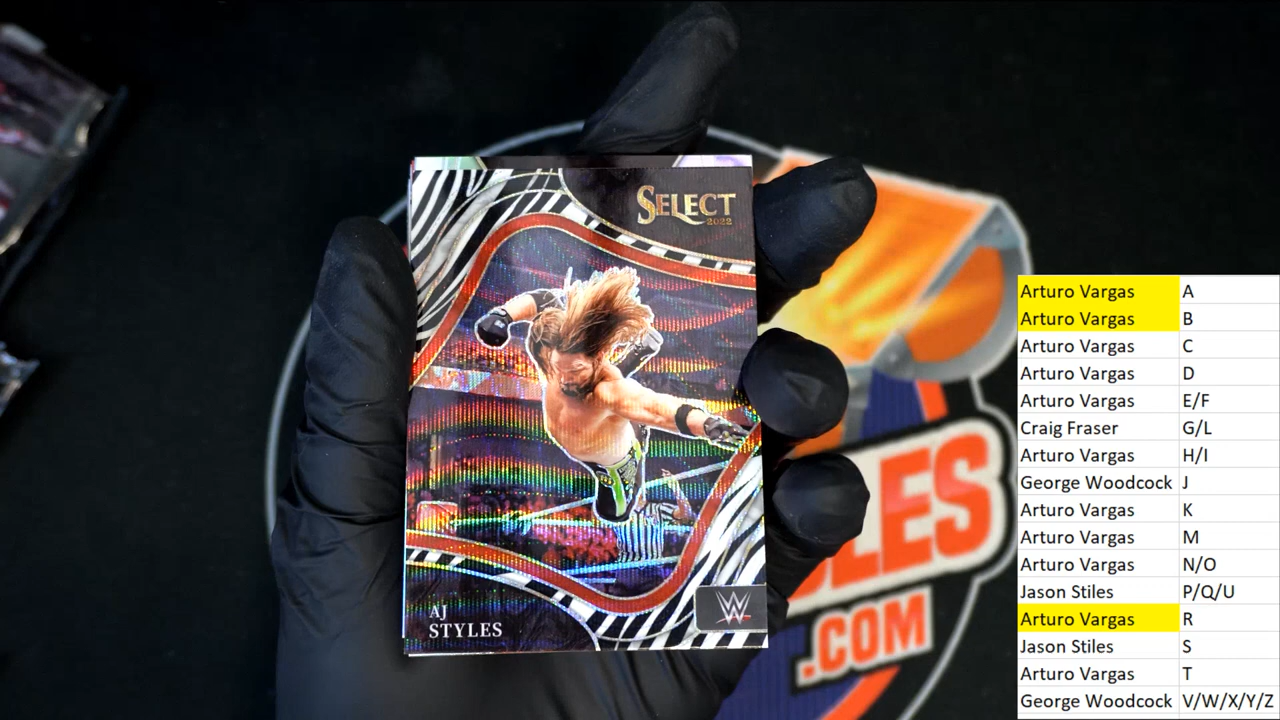 SELECT
2022
AJ
STYLES
W
LES
.COM
Arturo Vargas A
Arturo Vargas B
Arturo Vargas C
Arturo Vargas D
Arturo Vargas E/F
Craig Fraser G/L
Arturo Vargas H/I
George Woodcock J
Arturo Vargas K
Arturo Vargas M
Arturo Vargas N/O
Jason Stiles P/Q/U
Arturo Vargas R
Jason Stiles S
Arturo Vargas T
George Woodcock V/W/X/Y/Z